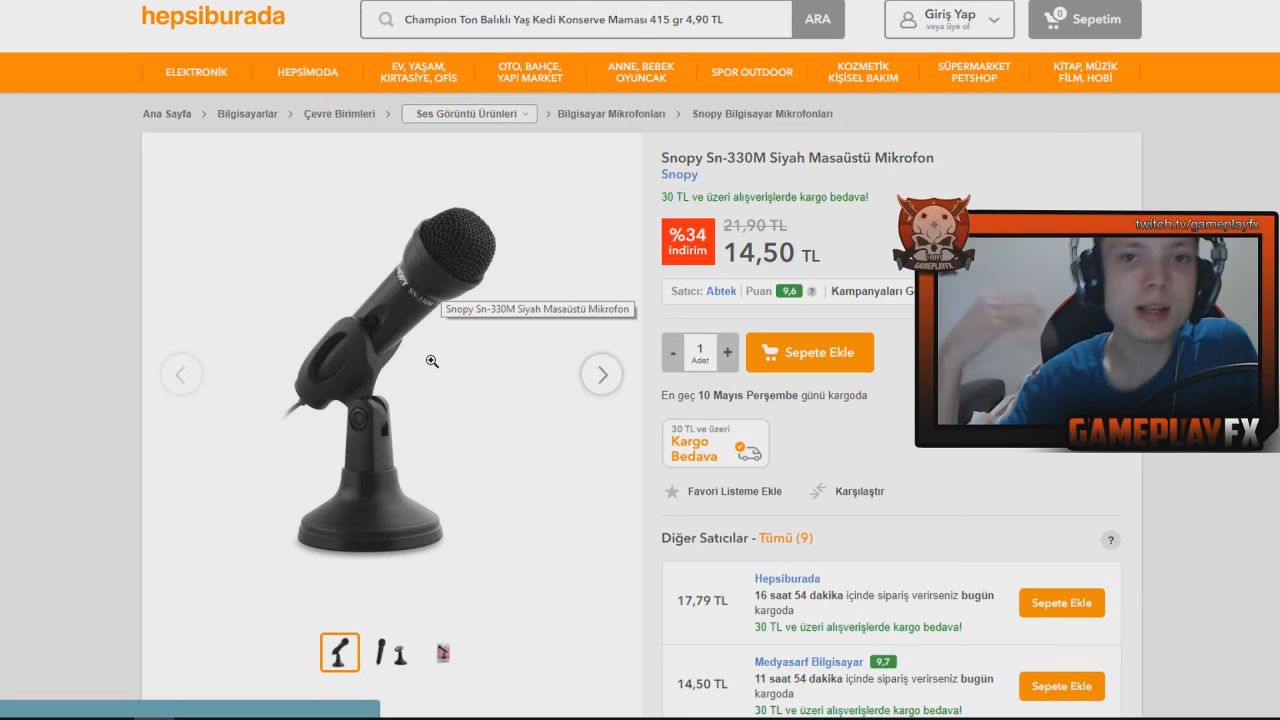 hepsiburada
Champion Ton Balıklı Yaş Kedi Konserve Maması 415 gr 4,90 TL
ARA
Giriş Yap
veya üye ol
0
Sepetim
ELEKTRONİK
HEPSİMODA
EV, YAŞAM,
KIRTASİYE, OFİS
OTO, BAHÇE,
YAPI MARKET
ANNE, BEBEK
OYUNCAK
SPOR OUTDOOR
KOZMETİK
KİŞİSEL BAKIM
SÜPERMARKET
PETSHOP
KİTAP, MÜZİK
FİLM, HOBİ
Ana Sayfa > Bilgisayarlar > Çevre Birimleri > Ses Görüntü Ürünleri > Bilgisayar Mikrofonları > Snopy Bilgisayar Mikrofonları
Snopy Sn-330M Siyah Masaüstü Mikrofon
Snopy
30 TL ve üzeri alışverişlerde kargo bedava!
%34
indirim
21,90 TL
14,50 TL
Satıcı: Abtek | Puan 9,6 ? | Kampanyaları G
- 1 +
Adet
Sepete Ekle
En geç 10 Mayıs Perşembe günü kargoda
30 TL ve üzeri
Kargo
Bedava
Favori Listeme Ekle
Karşılaştır
Diğer Satıcılar - Tümü (9)
?
17,79 TL
Hepsiburada
16 saat 54 dakika içinde sipariş verirseniz bugün
kargoda
30 TL ve üzeri alışverişlerde kargo bedava!
Sepete Ekle
14,50 TL
Medyasarf Bilgisayar 9,7
11 saat 54 dakika içinde sipariş verirseniz bugün
kargoda
30 TL ve üzeri alışverişlerde kargo bedava!
Sepete Ekle
SNOPY SN-330M
Snopy Sn-330M Siyah Masaüstü Mikrofon
twitch.tv/gameplayfx
GAMEPLAYFX
GAMEPLAYFX